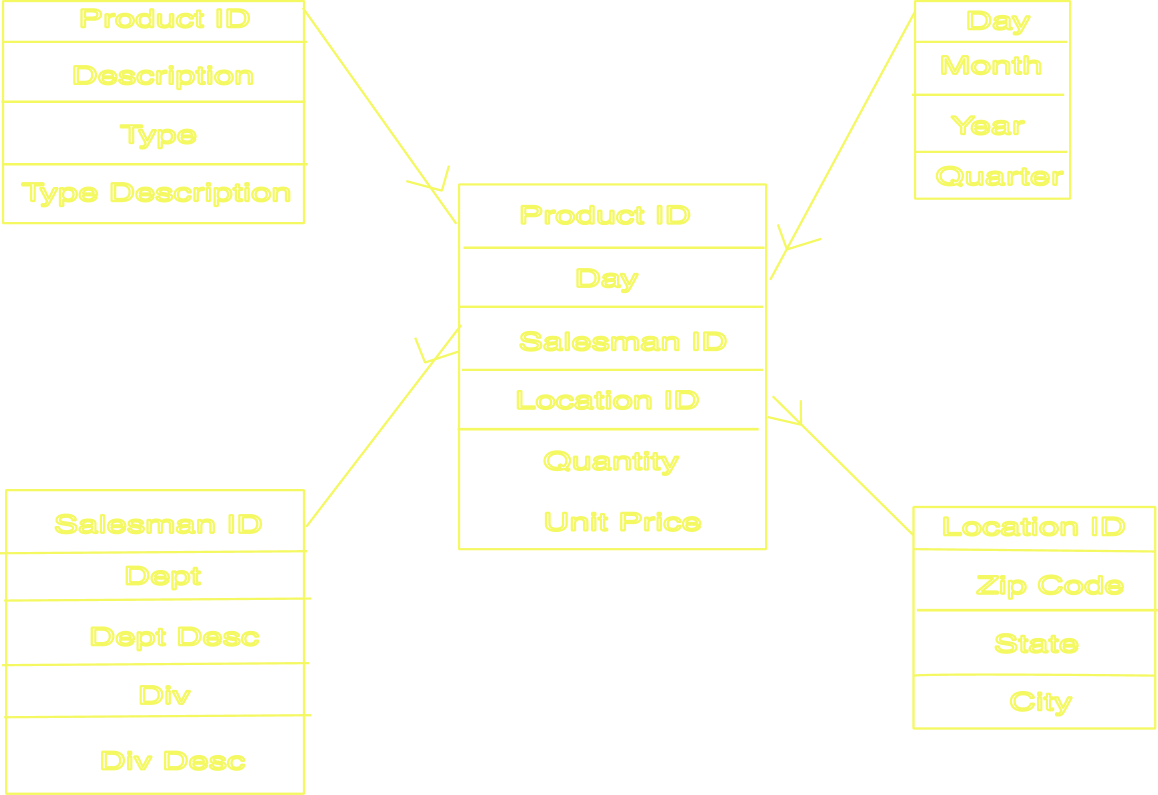 Product ID
Description
Type
Type Description
Day
Month
Year
Quarter
Product ID
Day
Salesman ID
Location ID
Quantity
Unit Price
Salesman ID
Dept
Dept Desc
Div
Div Desc
Location ID
Zip Code
State
City